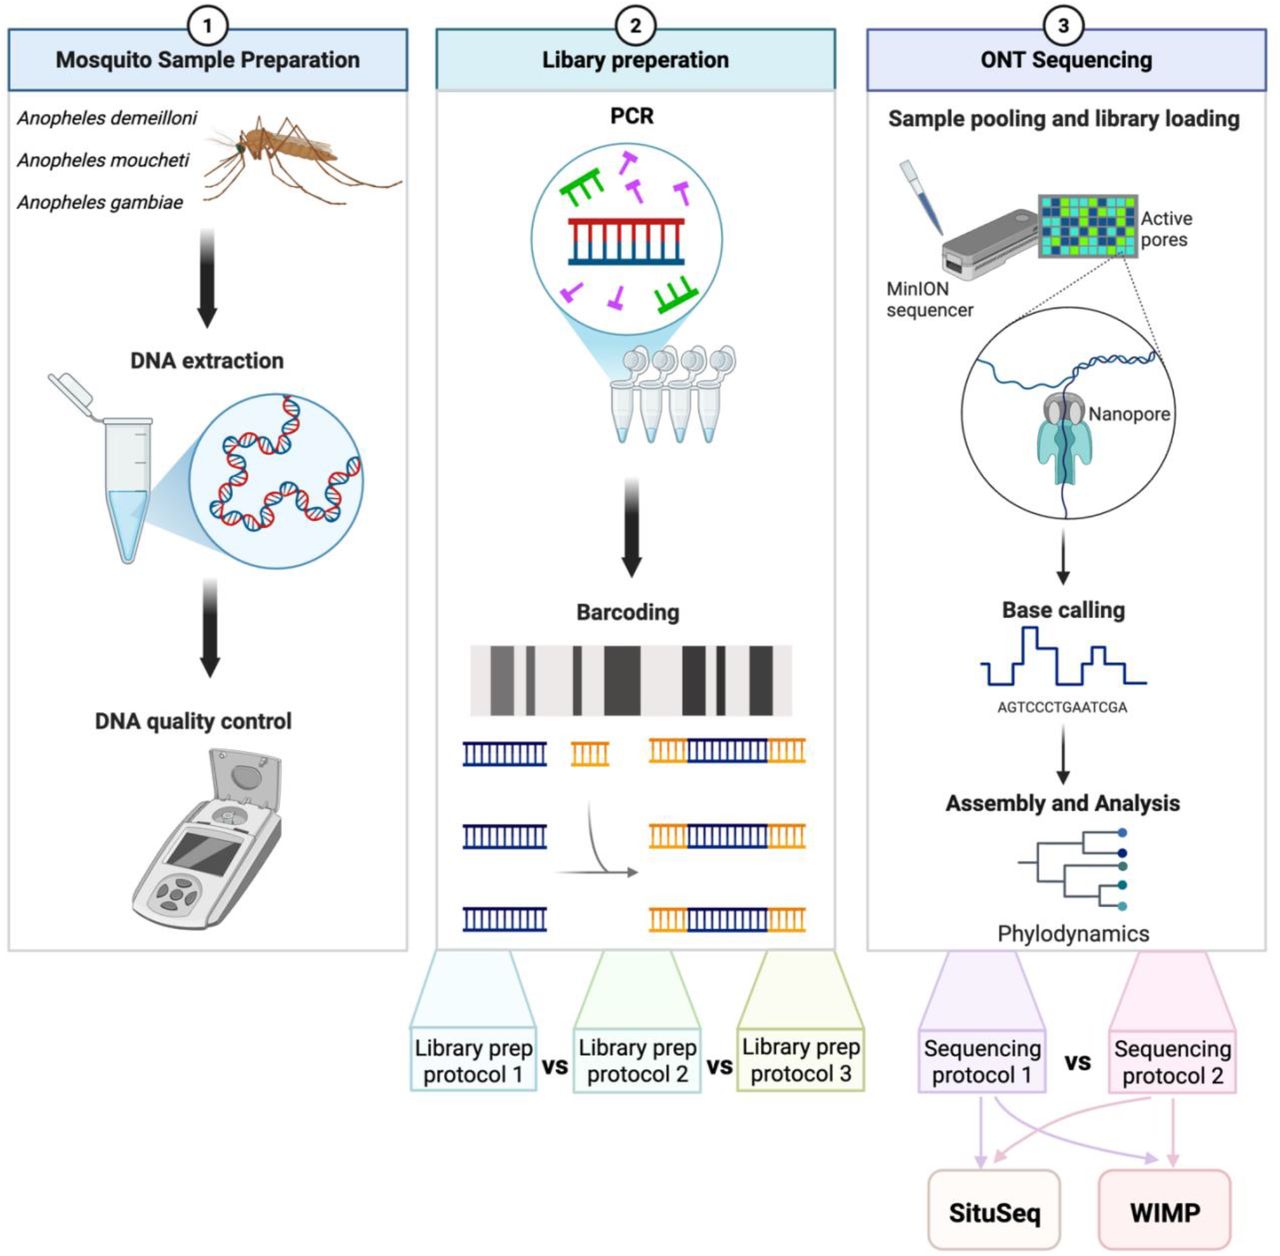 1
Mosquito Sample Preparation
Anopheles demeilloni
Anopheles moucheti
Anopheles gambiae
DNA extraction
DNA quality control
2
Libary preperation
PCR
Barcoding
Library prep
protocol 1
vs
Library prep
protocol 2
vs
Library prep
protocol 3
3
ONT Sequencing
Sample pooling and library loading
Active
pores
MinION
sequencer
Nanopore
Base calling
AGTCCCTGAATCGA
Assembly and Analysis
Phylodynamics
Sequencing
protocol 1
vs
Sequencing
protocol 2
SituSeq
WIMP